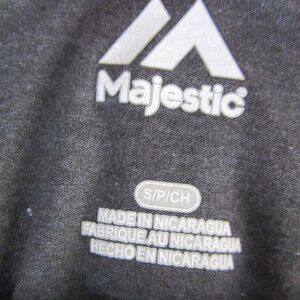 Majestic®
S/P/CH
MADE IN NICARAGUA
FABRIQUE AU NICARAGUA
HECHO EN NICARAGUA